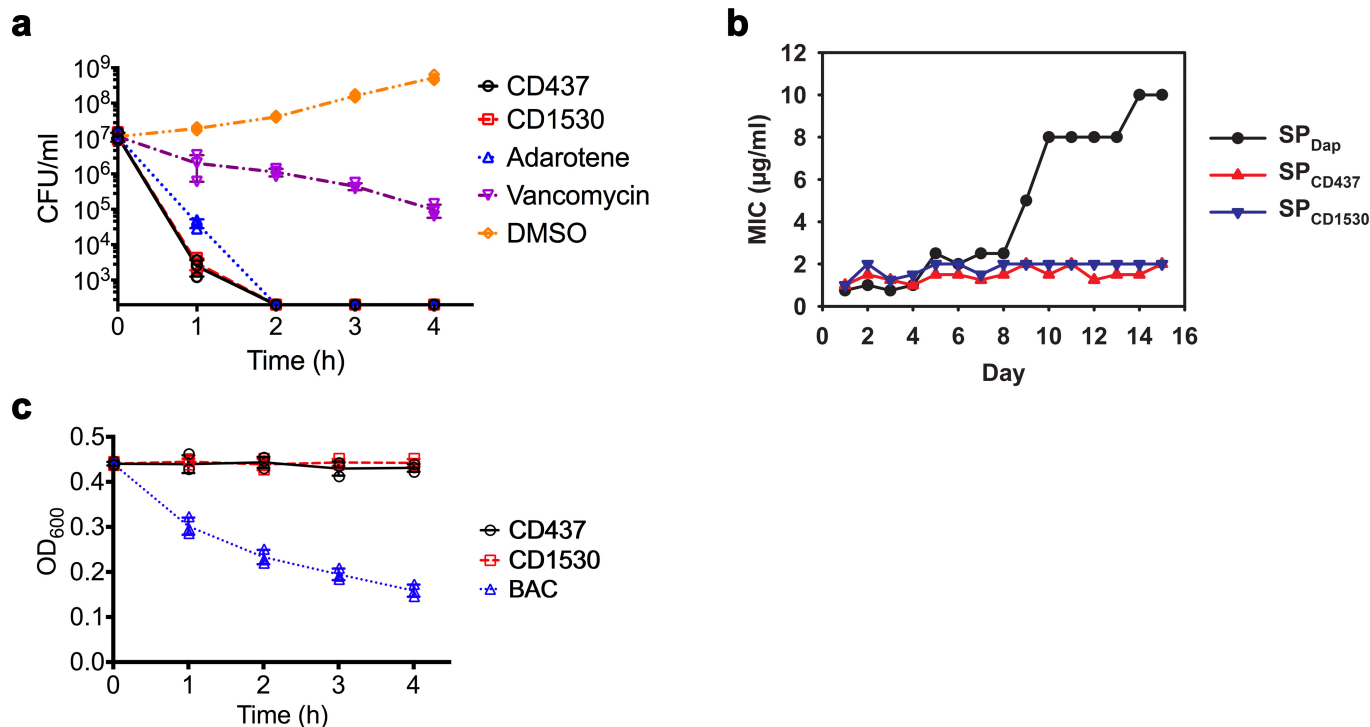 a
10⁹
10⁸
10⁷
10⁶
10⁵
10⁴
10³
CFU/ml
0 1 2 3 4
Time (h)
CD437
CD1530
Adarotene
Vancomycin
DMSO
b
12
10
8
6
4
2
0
MIC (µg/ml)
0 2 4 6 8 10 12 14 16
Day
SP_Dap
SP_CD437
SP_CD1530
c
0.5
0.4
0.3
0.2
0.1
0.0
OD₆₀₀
0 1 2 3 4
Time (h)
CD437
CD1530
BAC